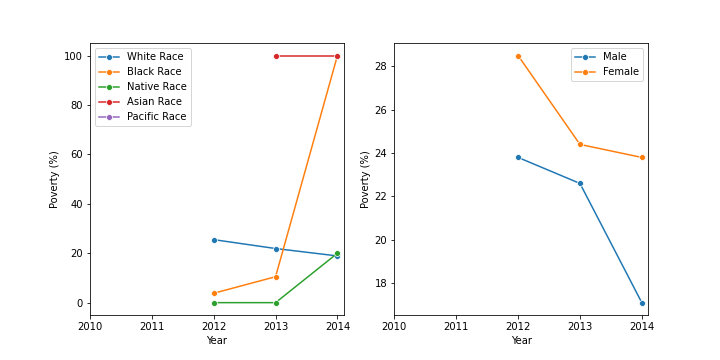 White Race
Black Race
Native Race
Asian Race
Pacific Race
100
80
60
40
20
0
Poverty (%)
2010 2011 2012 2013 2014
Year
Male
Female
28
26
24
22
20
18
Poverty (%)
2010 2011 2012 2013 2014
Year